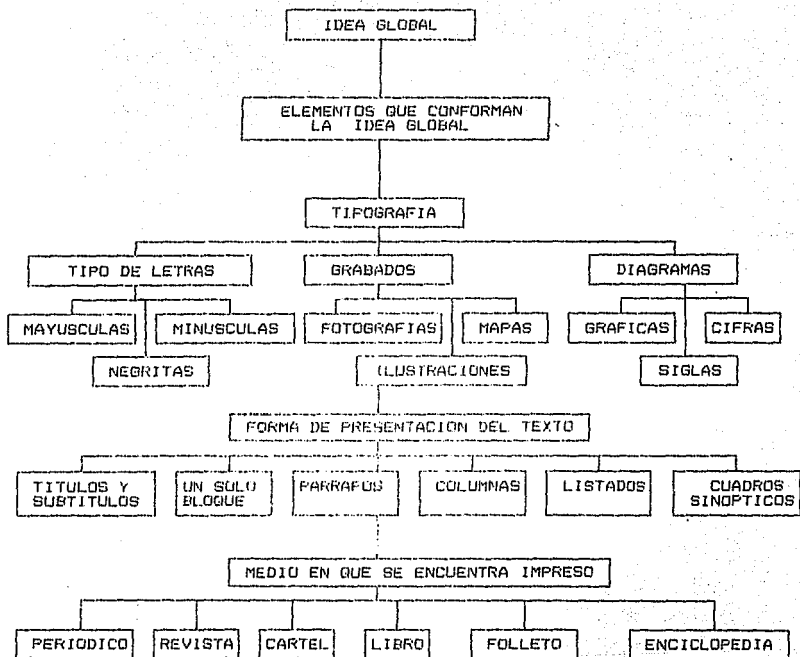 IDEA GLOBAL
ELEMENTOS QUE CONFORMAN
LA IDEA GLOBAL
TIPOGRAFIA
TIPO DE LETRAS
GRABADOS
DIAGRAMAS
MAYUSCULAS
MINUSCULAS
FOTOGRAFIAS
MAPAS
GRAFICAS
CIFRAS
NEGRITAS
ILUSTRACIONES
SIGLAS
FORMA DE PRESENTACION DEL TEXTO
TITULOS Y
SUBTITULOS
UN SOLO
BLOQUE
PARRAFOS
COLUMNAS
LISTADOS
CUADROS
SINOPTICOS
MEDIO EN QUE SE ENCUENTRA IMPRESO
PERIODICO
REVISTA
CARTEL
LIBRO
FOLLETO
ENCICLOPEDIA